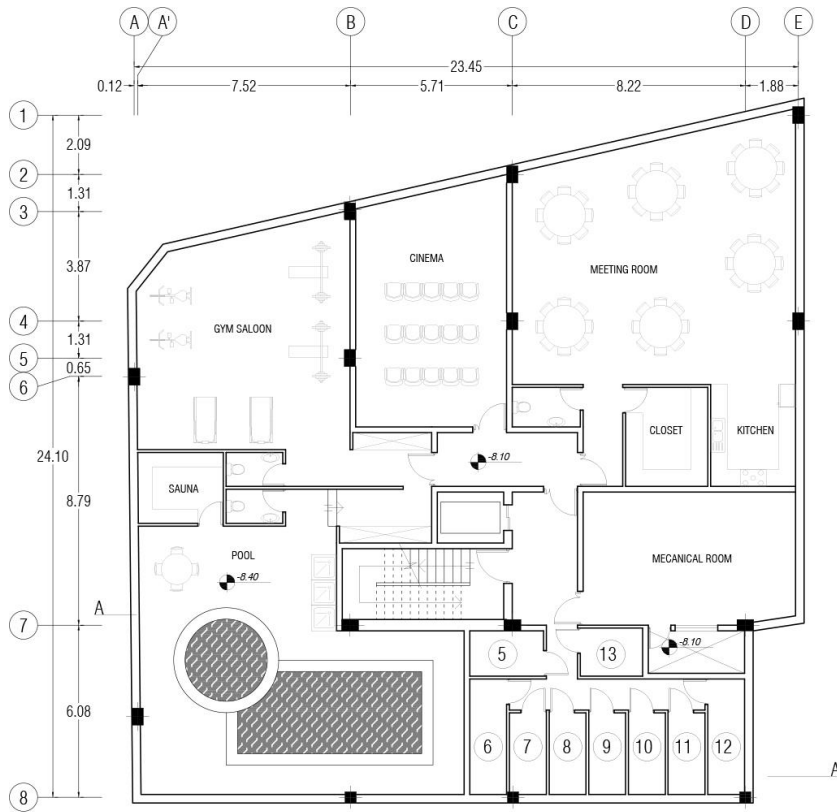 A A' B C D E
23.45
0.12 7.52 5.71 8.22 1.88
1
2.09
2
1.31
3
3.87
4
1.31
5
0.65
6
24.10
8.79
7
6.08
8
CINEMA
MEETING ROOM
GYM SALOON
CLOSET
KITCHEN
-8.10
SAUNA
POOL
-8.40
MECANICAL ROOM
A
-8.10
5
13
6
7
8
9
10
11
12
A